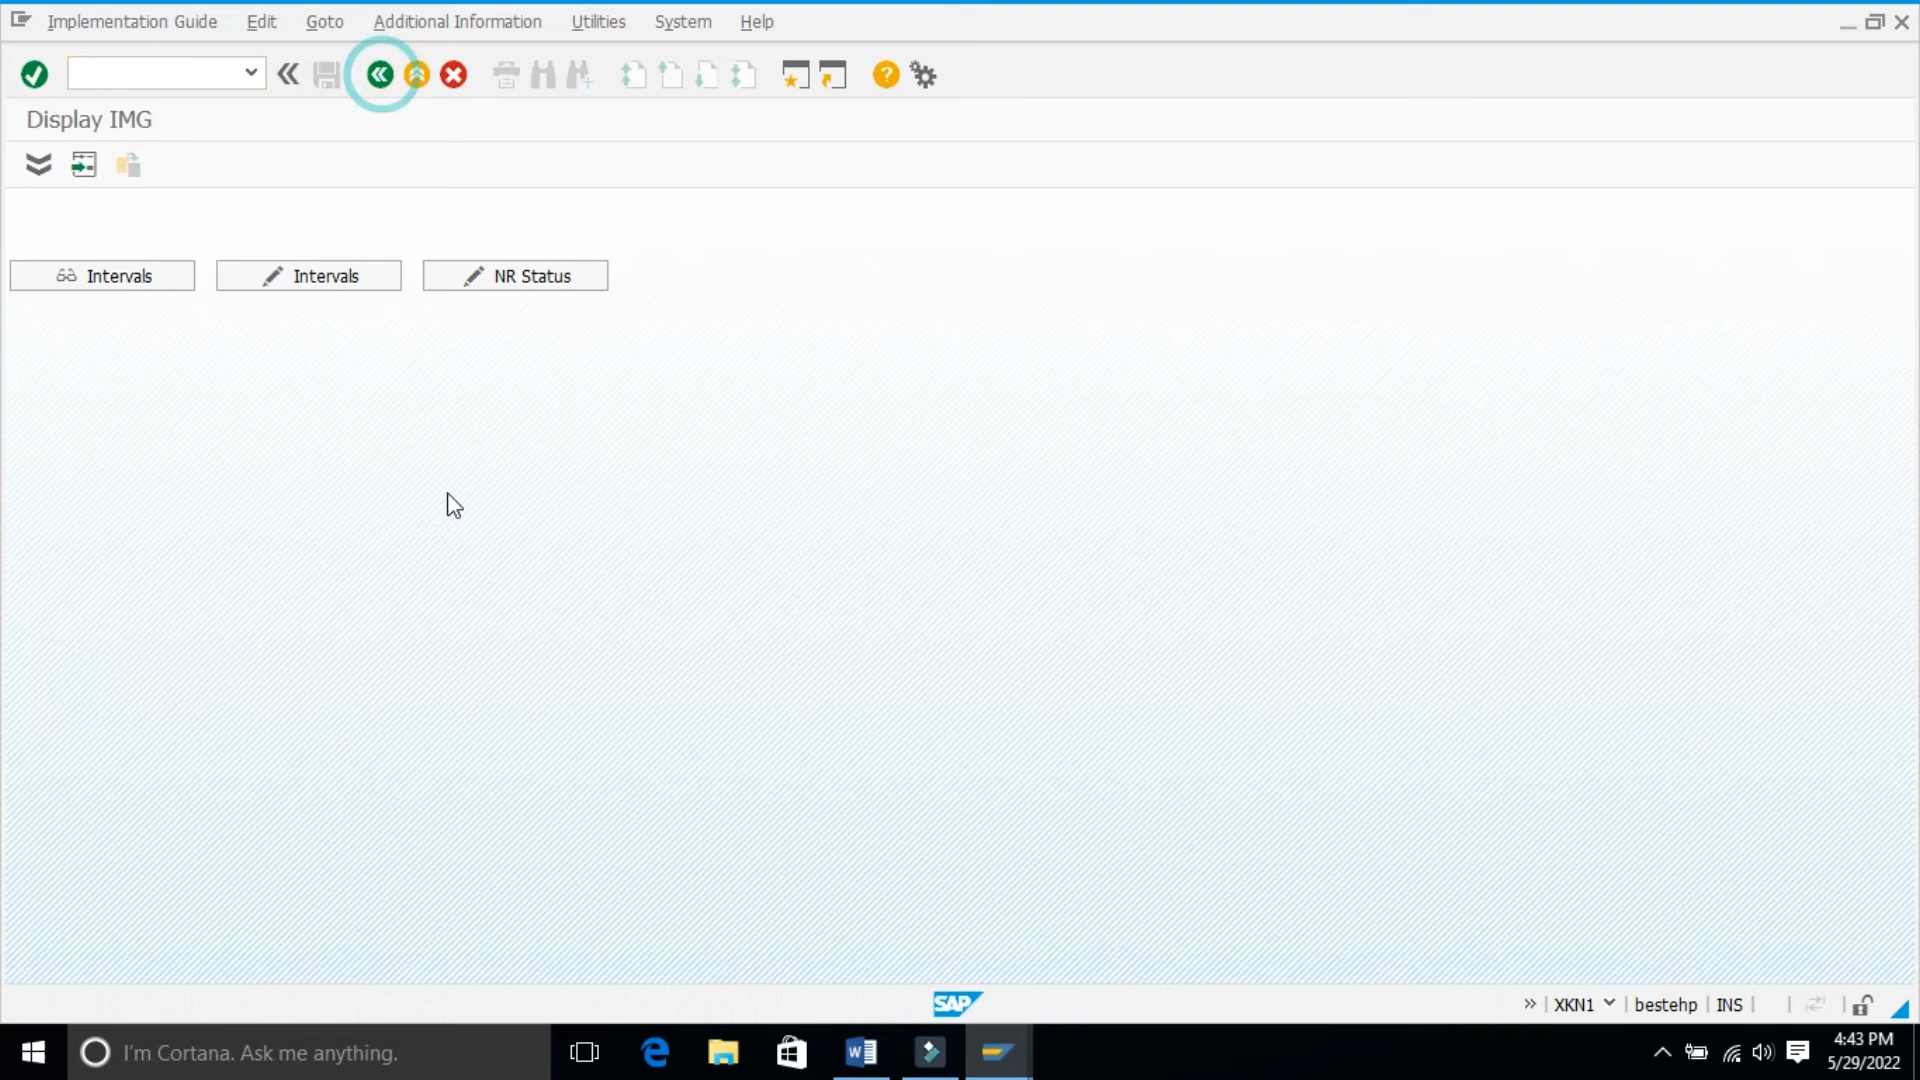 Implementation Guide Edit Goto Additional Information Utilities System Help
Display IMG
Intervals Intervals NR Status
SAP XKN1 bestehp INS
I'm Cortana. Ask me anything. 4:43 PM
5/29/2022